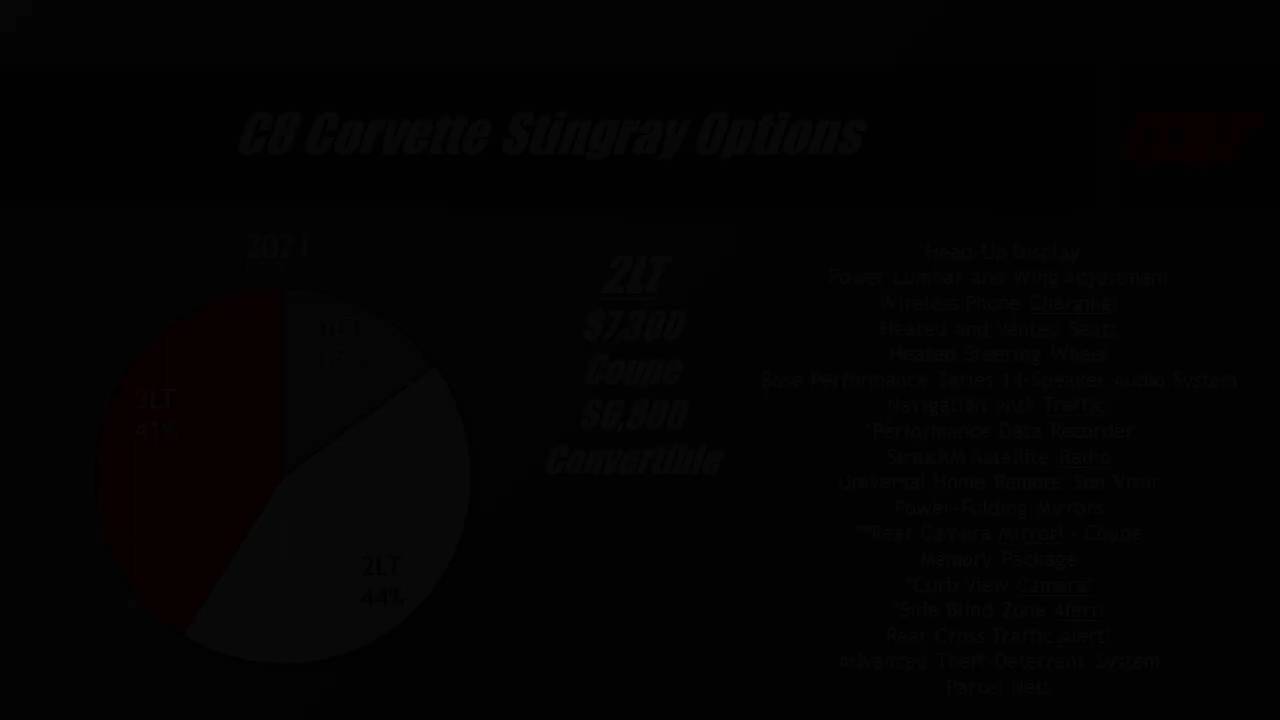 C8 Corvette Stingray Options
2021
1LT
15%
3LT
41%
2LT
44%
2LT
$7,300
Coupe
$6,800
Convertible
Head-Up Display
Power Lumbar and Wing Adjustment
Wireless Phone Charging
Heated and Vented Seats
Heated Steering Wheel
Bose Performance Series 14-Speaker Audio System
Navigation with Traffic
*Performance Data Recorder
SiriusXM Satellite Radio
Universal Home Remote Sun Visor
Power-Folding Mirrors
Rear Camera Mirror! - Coupe
Memory Package
*Curb View Camera
*Side Blind Zone Alert
Rear Cross Traffic Alert
Advanced Theft Deterrent System
Parcel Nets